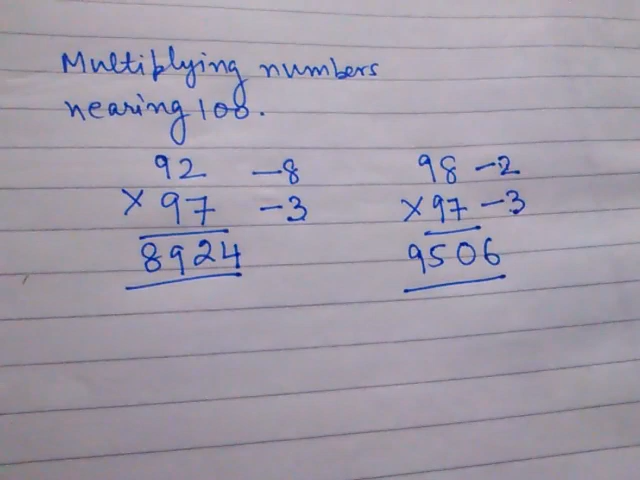 Multiplying numbers
nearing 100.
92 -8
× 97 -3
8924
98 -2
× 97 -3
9506